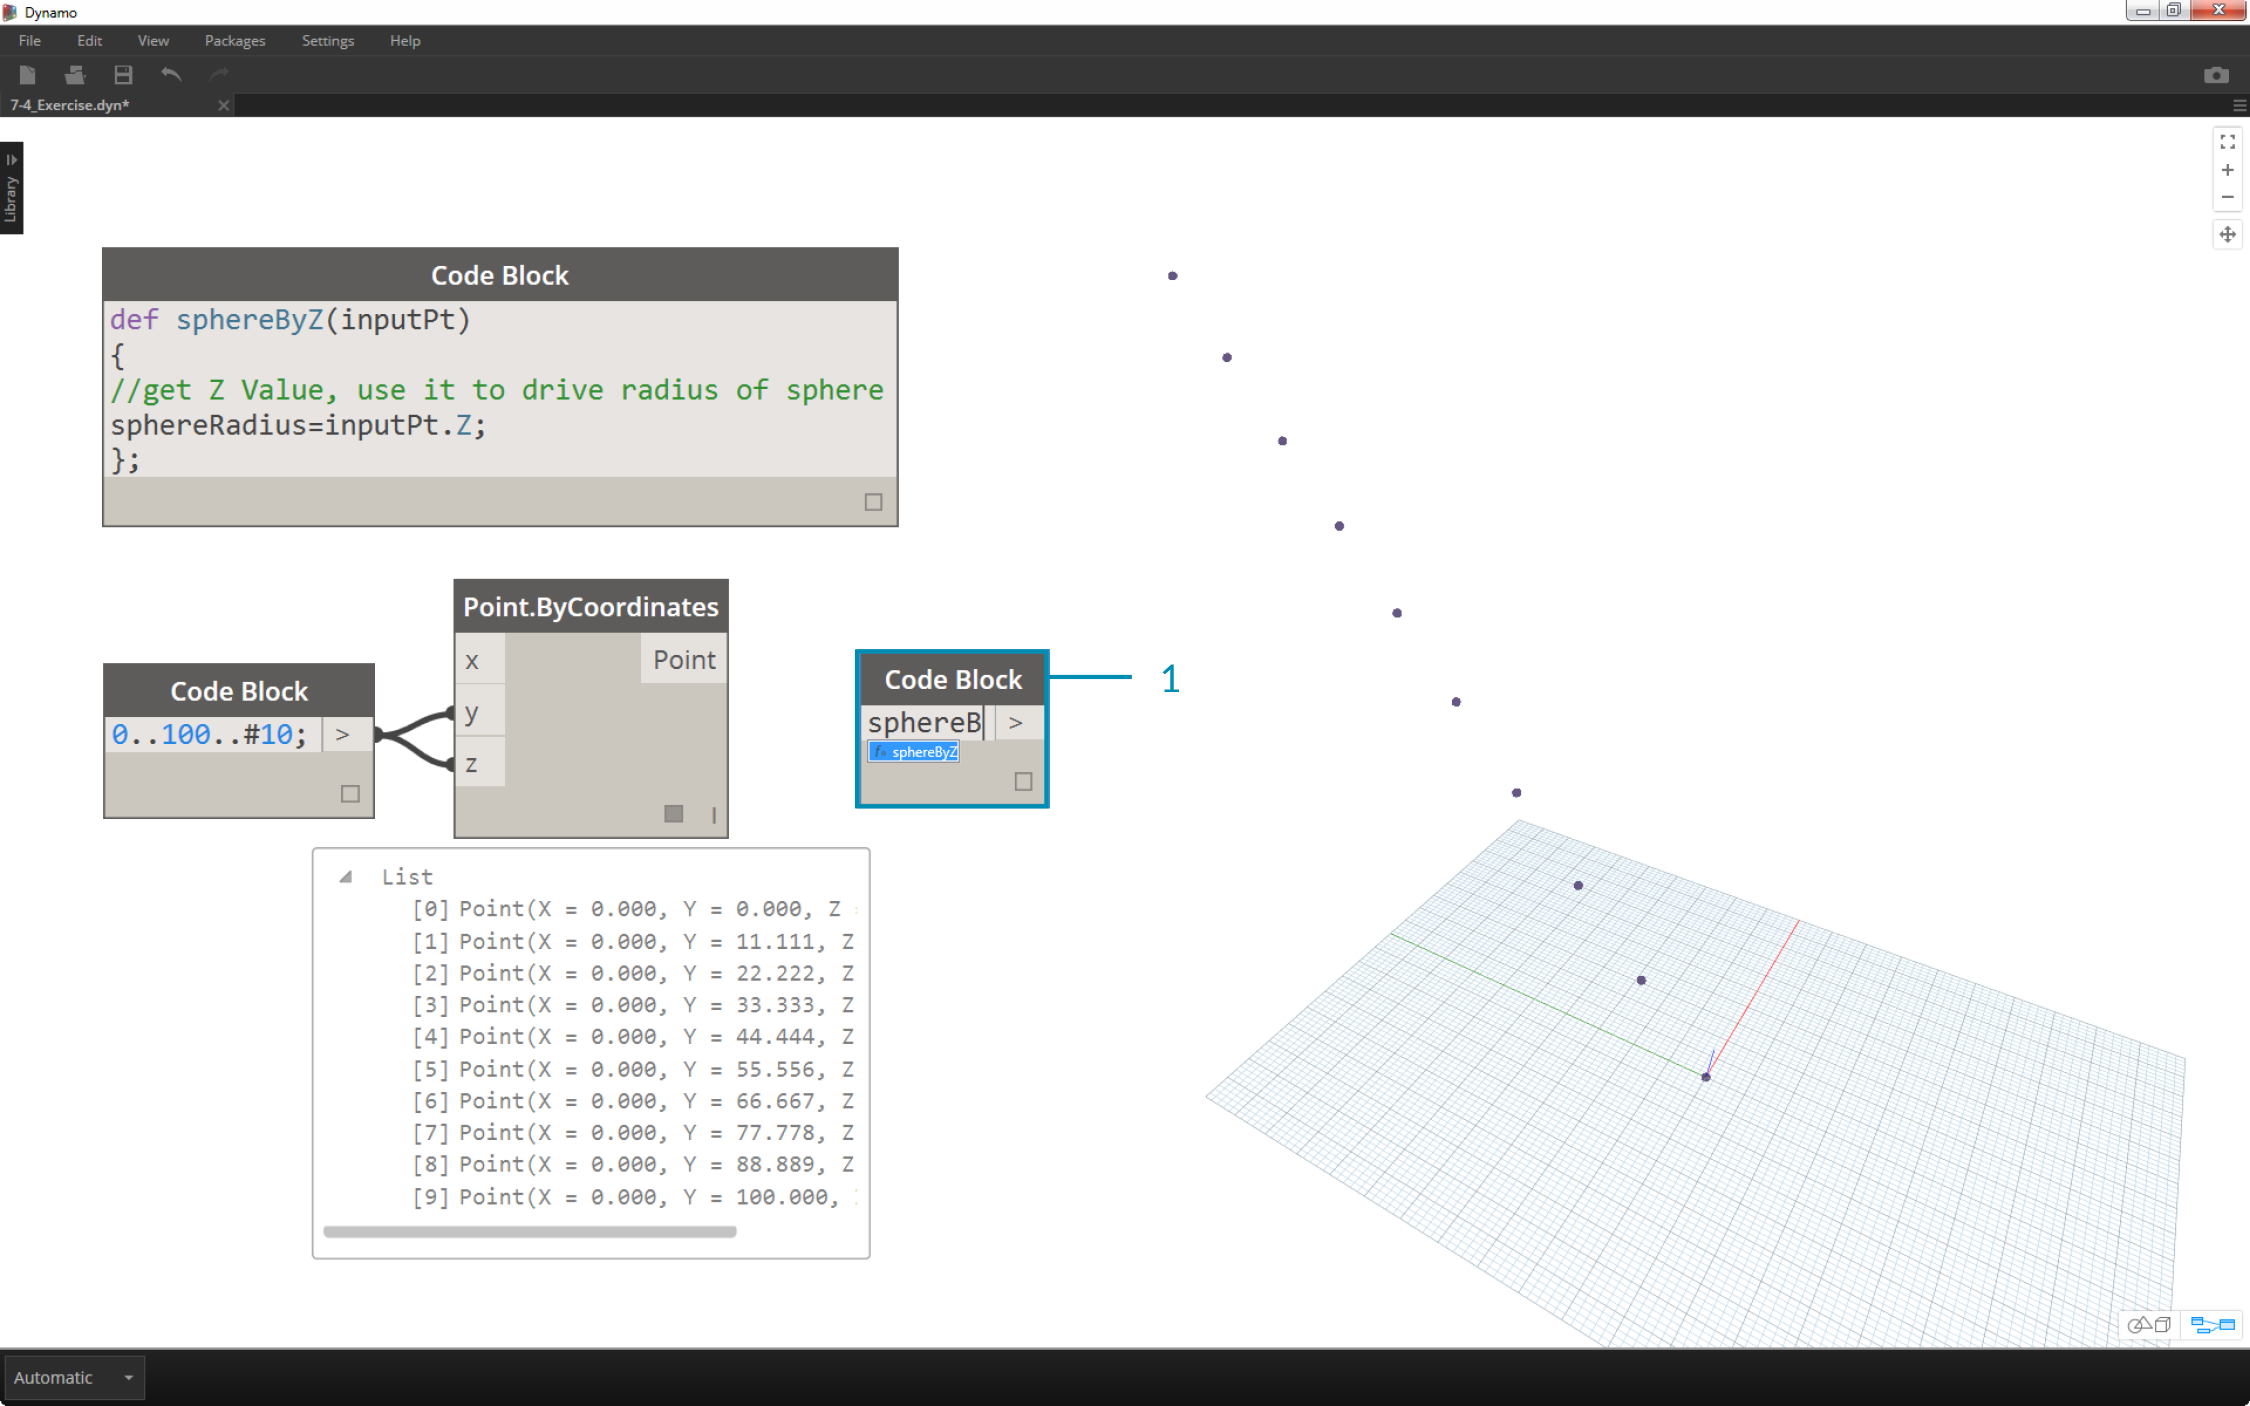 Dynamo
File Edit View Packages Settings Help
7-4_Exercise.dyn*
Library
Code Block
def sphereByZ(inputPt)
{
//get Z Value, use it to drive radius of sphere
sphereRadius=inputPt.Z;
};
Point.ByCoordinates
x Point
y
z
Code Block
0..100..#10; >
Code Block
sphereB >
sphereByZ
1
List
[0] Point(X = 0.000, Y = 0.000, Z
[1] Point(X = 0.000, Y = 11.111, Z
[2] Point(X = 0.000, Y = 22.222, Z
[3] Point(X = 0.000, Y = 33.333, Z
[4] Point(X = 0.000, Y = 44.444, Z
[5] Point(X = 0.000, Y = 55.556, Z
[6] Point(X = 0.000, Y = 66.667, Z
[7] Point(X = 0.000, Y = 77.778, Z
[8] Point(X = 0.000, Y = 88.889, Z
[9] Point(X = 0.000, Y = 100.000,
Automatic